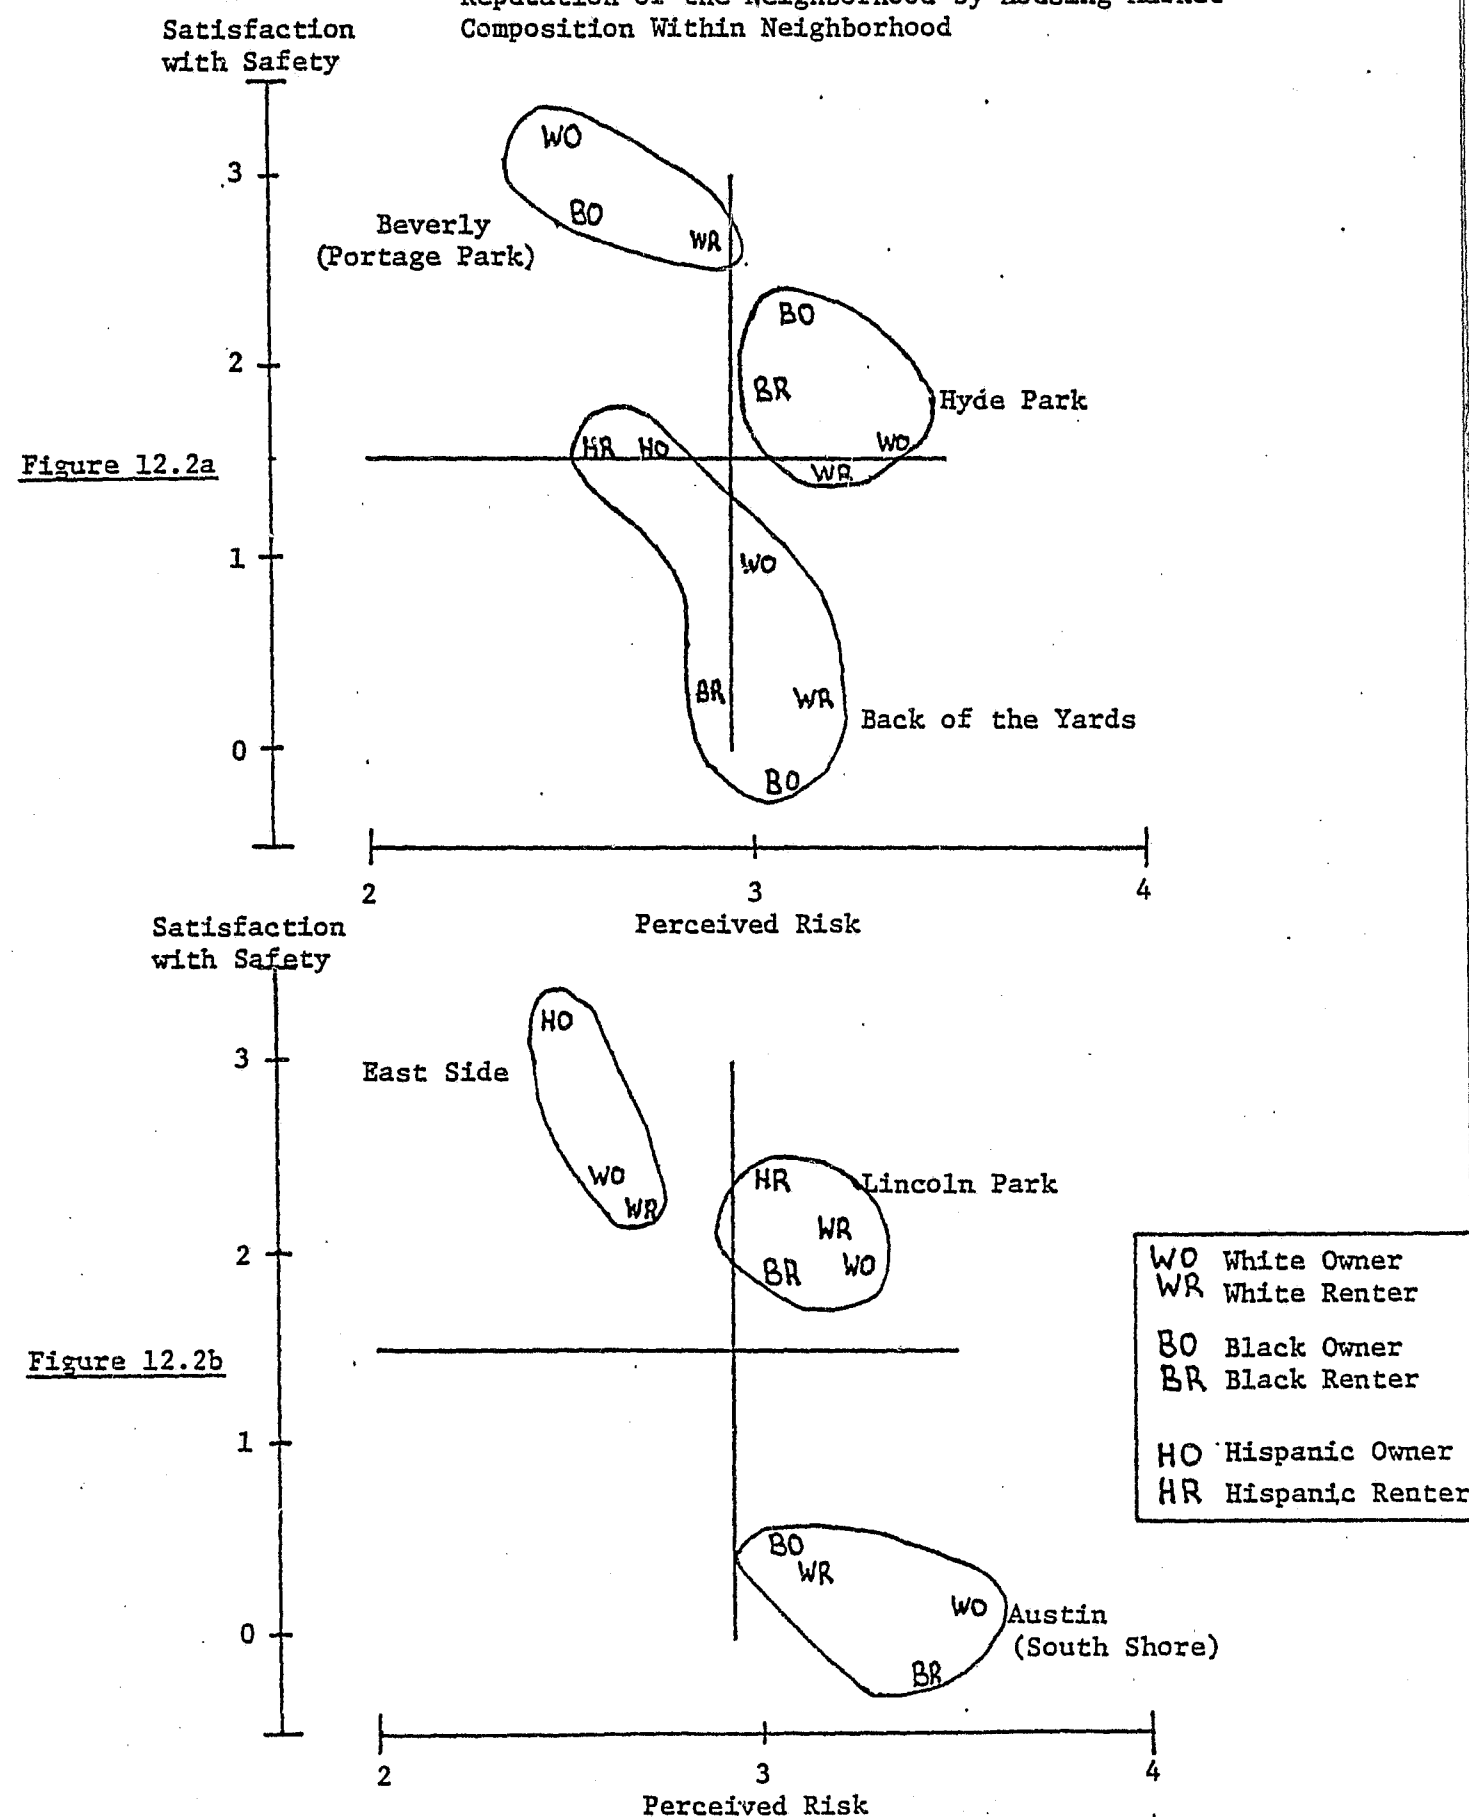 Satisfaction
with Safety
Composition Within Neighborhood
3
WO
BO
WR
Beverly
(Portage Park)
2
BO
BR
WO
WR
Hyde Park
Figure 12.2a
HR HO
1
WO
BR
WR
Back of the Yards
0
BO
2
3
4
Perceived Risk
Satisfaction
with Safety
HO
3
East Side
WO
WR
HR
Lincoln Park
WR
BR
WO
2
Figure 12.2b
1
BO
WR
WO
Austin
(South Shore)
0
BR
2
3
4
Perceived Risk
WO White Owner
WR White Renter
BO Black Owner
BR Black Renter
HO Hispanic Owner
HR Hispanic Renter